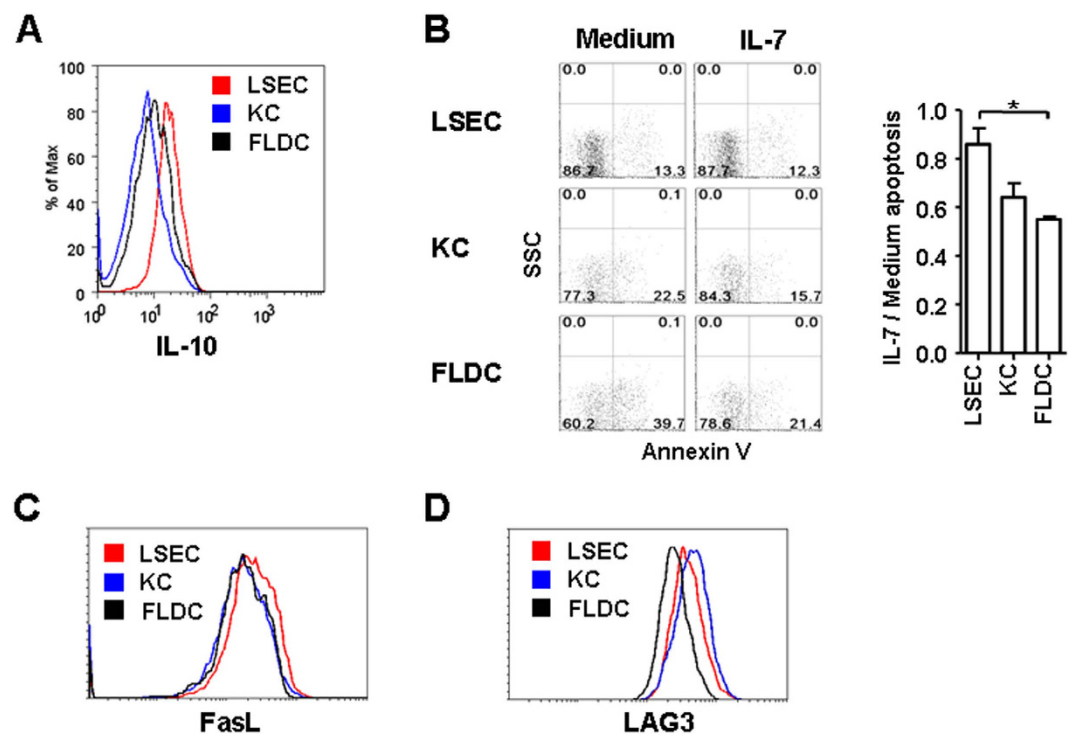 A
% of Max
100
80
60
40
20
0
LSEC
KC
FLDC
10⁰ 10¹ 10² 10³
IL-10
B
Medium IL-7
LSEC
0.0 0.0 0.0 0.0
86.7 13.3 87.7 12.3
KC
0.0 0.1 0.0 0.0
77.3 22.5 84.3 15.7
FLDC
0.0 0.1 0.0 0.0
60.2 39.7 78.6 21.4
SSC
Annexin V
IL-7 / Medium apoptosis
1.0
0.8
0.6
0.4
0.2
0.0
*
LSEC
KC
FLDC
C
LSEC
KC
FLDC
FasL
D
LSEC
KC
FLDC
LAG3